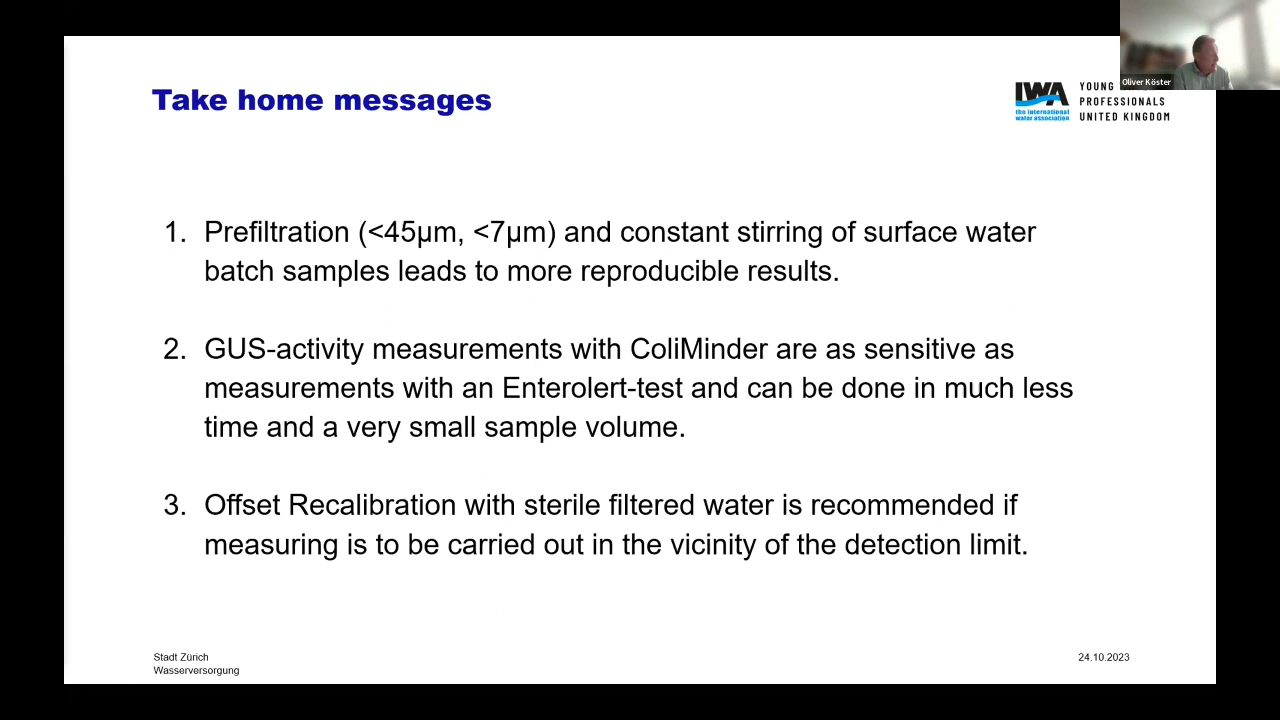 Oliver Köster
Take home messages
IWA
the international
water association
YOUNG
PROFESSIONALS
UNITED KINGDOM
1. Prefiltration (<45µm, <7µm) and constant stirring of surface water
batch samples leads to more reproducible results.
2. GUS-activity measurements with ColiMinder are as sensitive as
measurements with an Enterolert-test and can be done in much less
time and a very small sample volume.
3. Offset Recalibration with sterile filtered water is recommended if
measuring is to be carried out in the vicinity of the detection limit.
Stadt Zürich
Wasserversorgung
24.10.2023